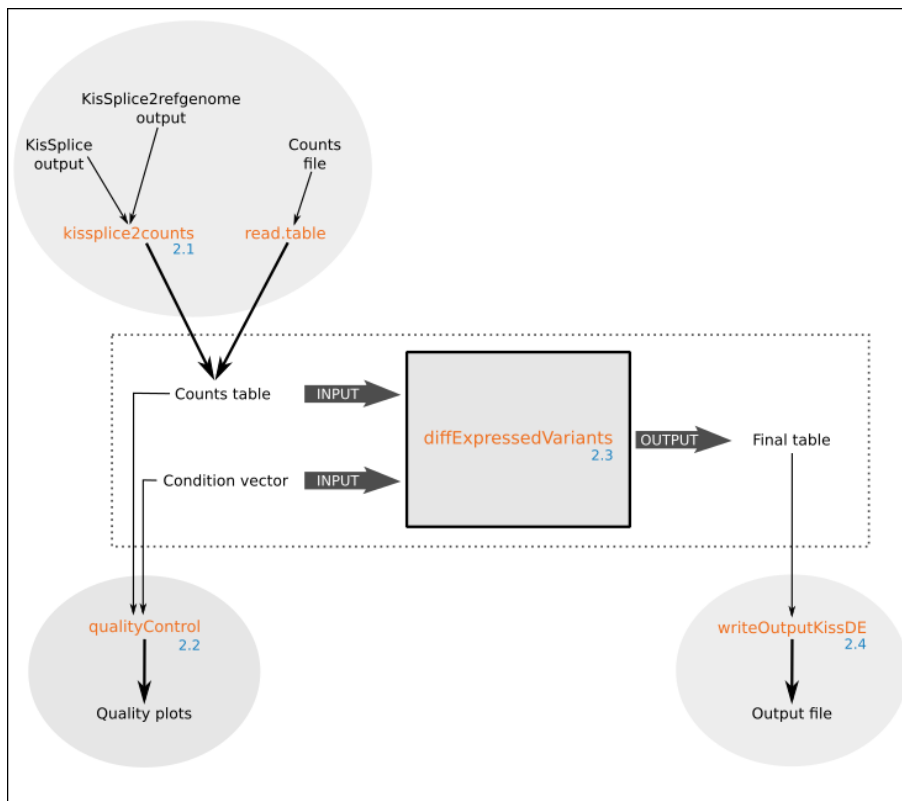 KisSplice2refgenome
output
KisSplice
output
Counts
file
kissplice2counts
2.1
read.table
Counts table
INPUT
diffExpressedVariants
2.3
OUTPUT
Final table
Condition vector
INPUT
qualityControl
2.2
Quality plots
writeOutputKissDE
2.4
Output file